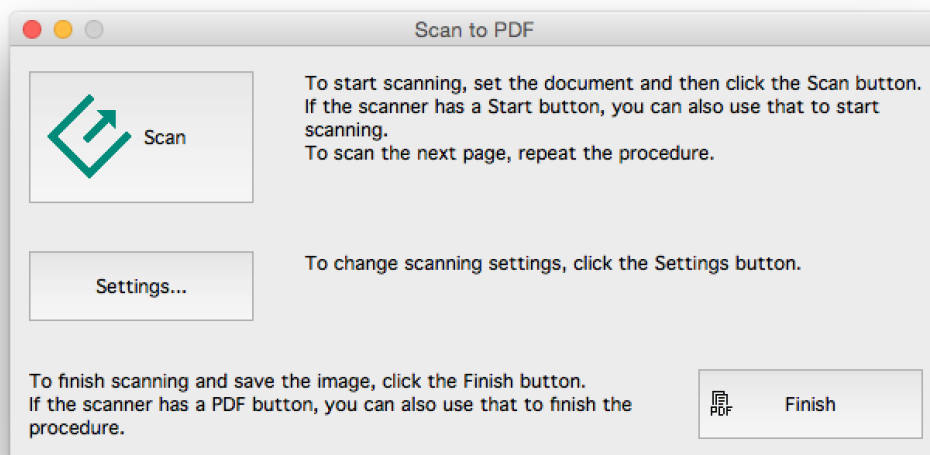 Scan to PDF
Scan
To start scanning, set the document and then click the Scan button.
If the scanner has a Start button, you can also use that to start
scanning.
To scan the next page, repeat the procedure.
Settings...
To change scanning settings, click the Settings button.
To finish scanning and save the image, click the Finish button.
If the scanner has a PDF button, you can also use that to finish the
procedure.
PDF
Finish